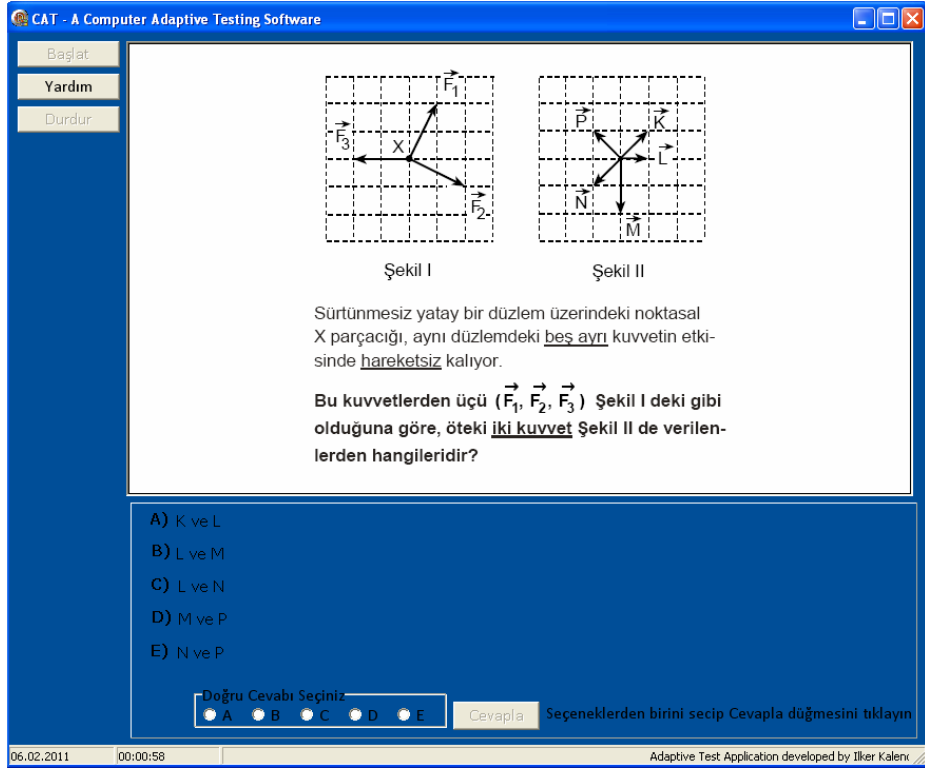 CAT - A Computer Adaptive Testing Software
Başlat
Yardım
Durdur
F1
F3
X
F2
P
K
L
N
M
Şekil I
Şekil II
Sürtünmesiz yatay bir düzlem üzerindeki noktasal
X parçacığı, aynı düzlemdeki beş ayrı kuvvetin etki-
sinde hareketsiz kalıyor.
Bu kuvvetlerden üçü (F1, F2, F3) Şekil I deki gibi
olduğuna göre, öteki iki kuvvet Şekil II de verilen-
lerden hangileridir?
A) K ve L
B) L ve M
C) L ve N
D) M ve P
E) N ve P
Doğru Cevabı Seçiniz
A B C D E
Cevapla
Seçeneklerden birini secip Cevapla düğmesini tıklayın
06.02.2011
00:00:58
Adaptive Test Application developed by Ilker Kalenc